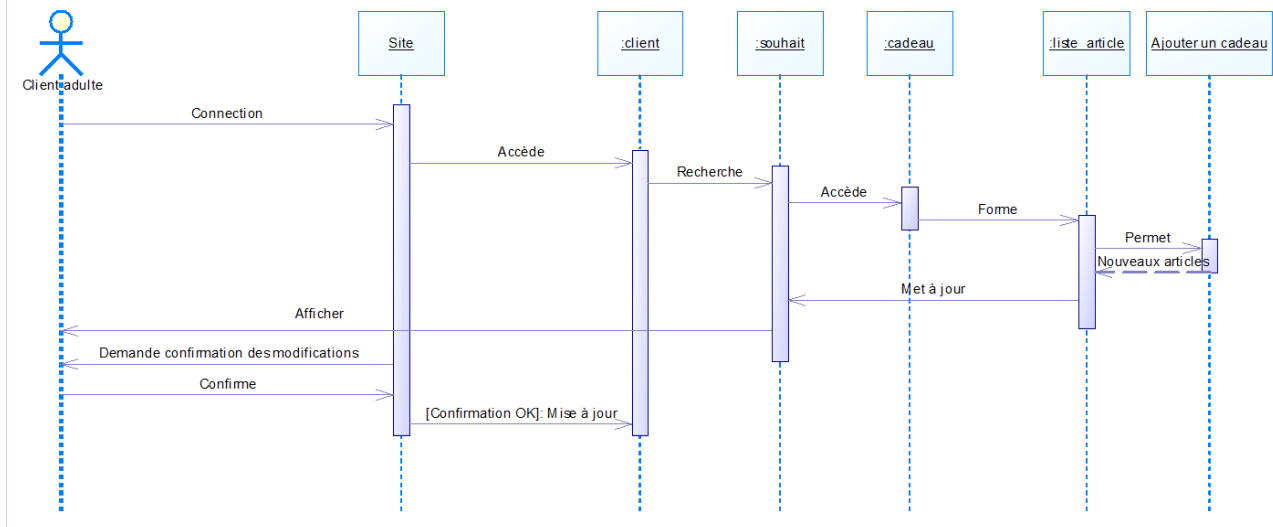 Site
:client
:souhait
:cadeau
:liste_article
Ajouter un cadeau
Client adulte
Connection
Accède
Recherche
Accède
Forme
Permet
Nouveaux articles
Met à jour
Afficher
Demande confirmation des modifications
Confirme
[Confirmation OK]: Mise à jour